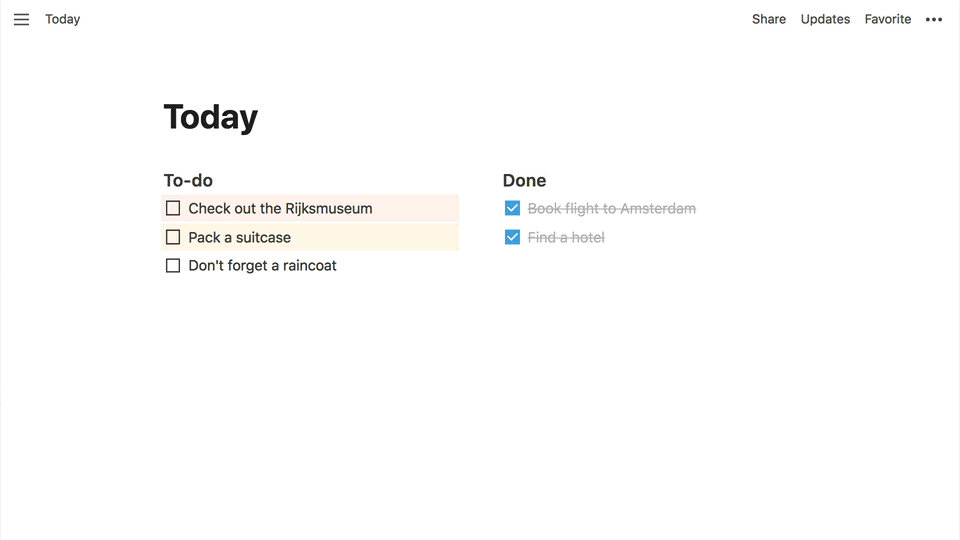 Today
Share Updates Favorite
Today
To-do
Check out the Rijksmuseum
Pack a suitcase
Don't forget a raincoat
Done
Book flight to Amsterdam
Find a hotel